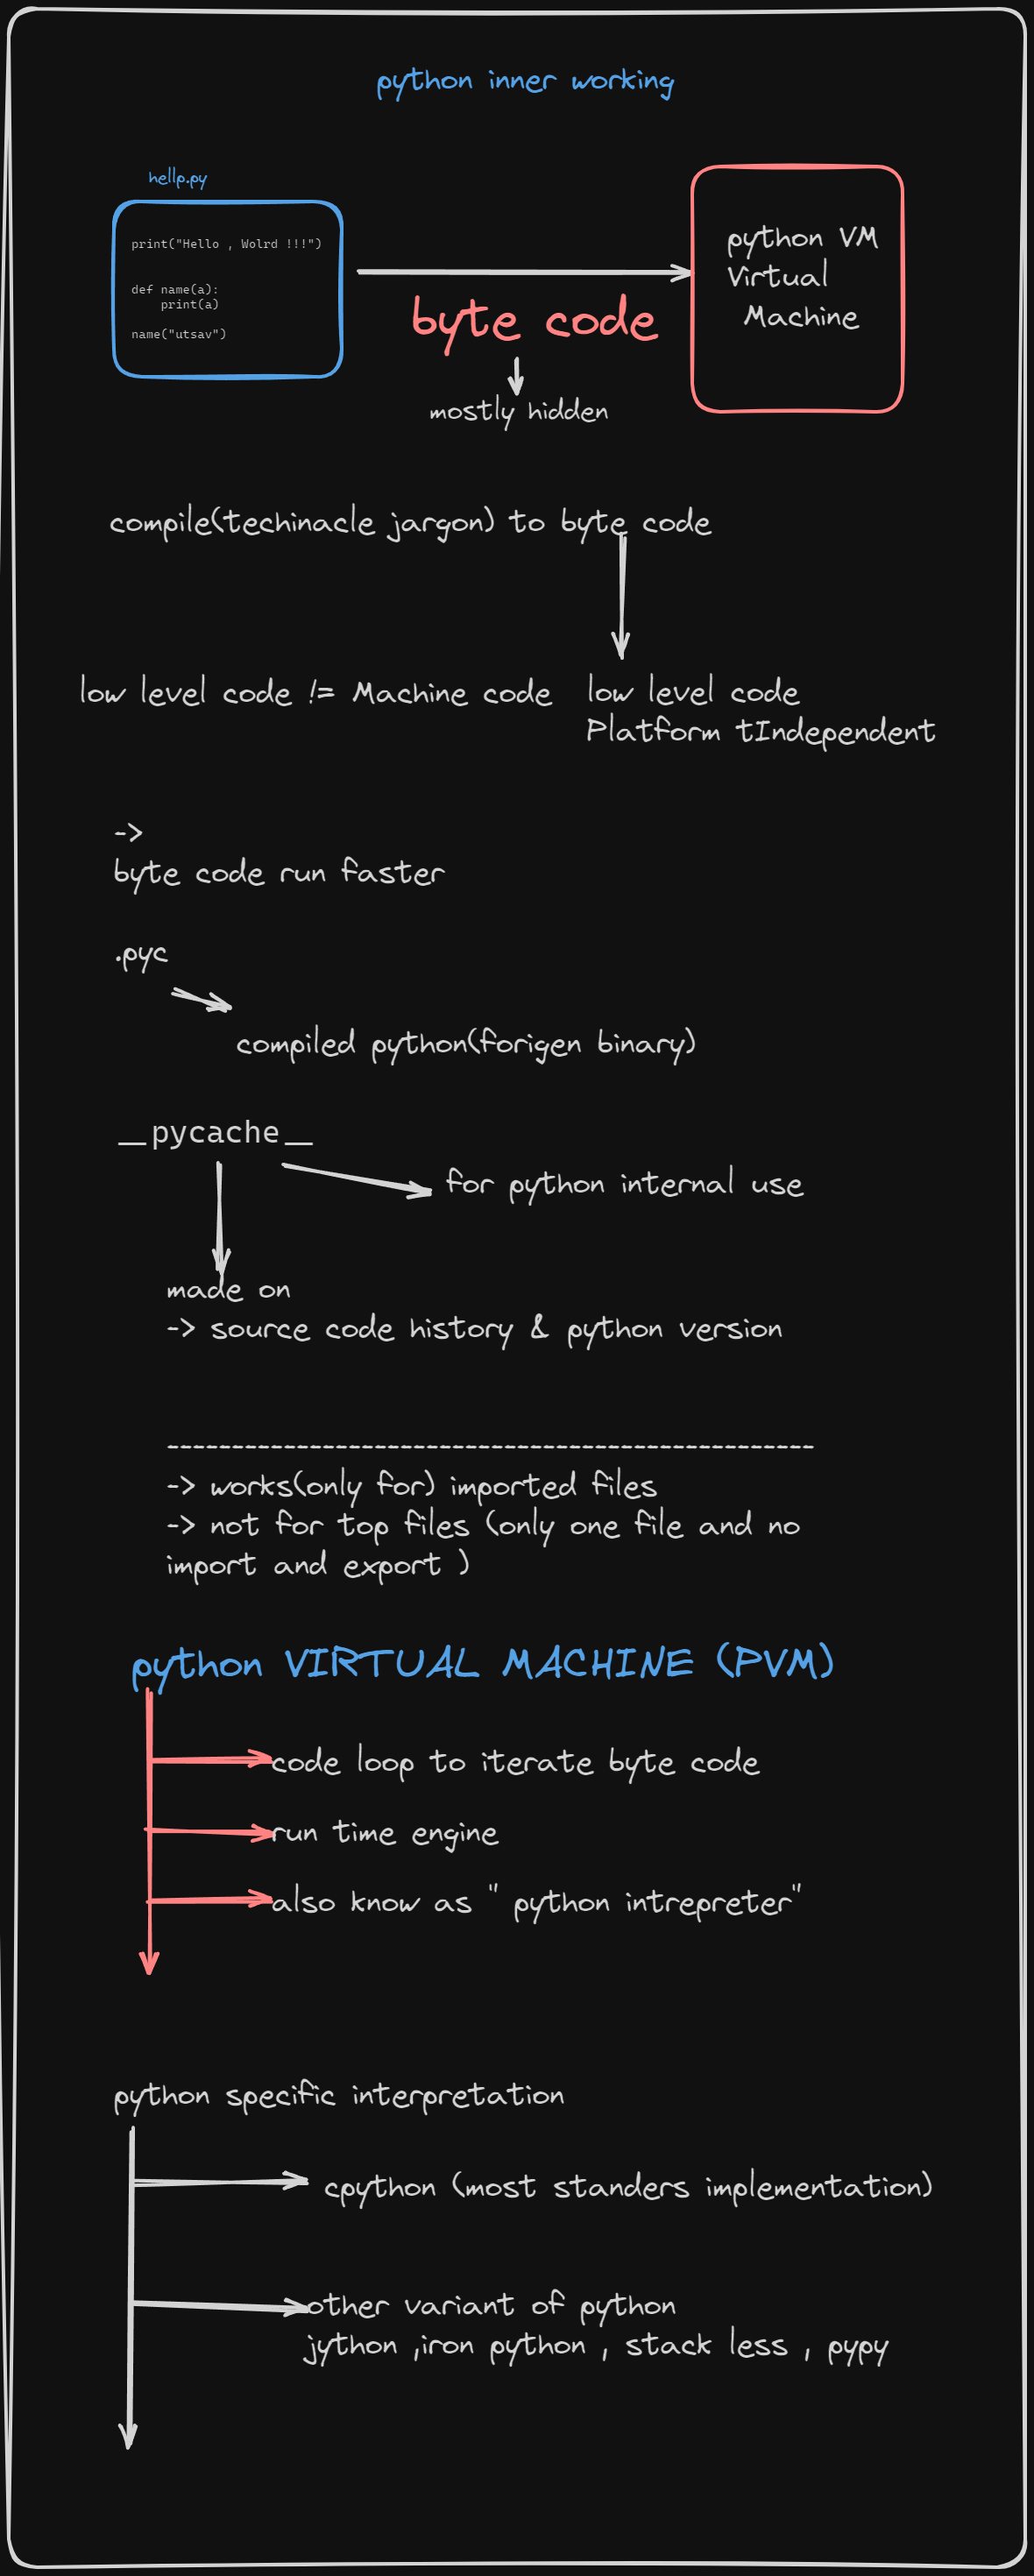 python inner working
hellp.py
print("Hello , Wolrd !!!")
def name(a):
    print(a)
name("utsav")
byte code
mostly hidden
python VM
Virtual
Machine
compile(techinacle jargon) to byte code
low level code != Machine code
low level code
Platform tIndependent
->
byte code run faster
.pyc
compiled python(forigen binary)
__pycache__
for python internal use
made on
-> source code history & python version
--------------------------------------------------
-> works(only for) imported files
-> not for top files (only one file and no
import and export )
python VIRTUAL MACHINE (PVM)
code loop to iterate byte code
run time engine
also know as " python intrepreter"
python specific interpretation
cpython (most standers implementation)
other variant of python
jython ,iron python , stack less , pypy